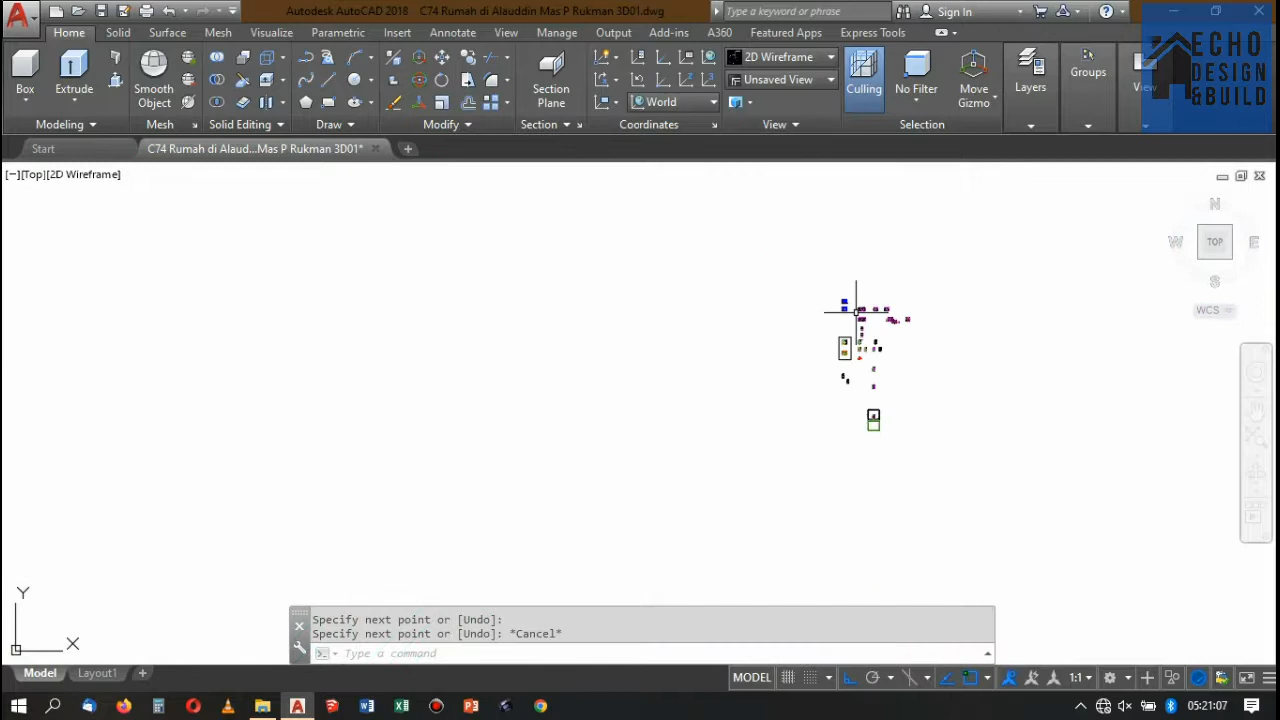 Autodesk AutoCAD 2018 C74 Rumah di Alauddin Mas P Rukman 3D01.dwg Type a keyword or phrase Sign In
Home Solid Surface Mesh Visualize Parametric Insert Annotate View Manage Output Add-ins A360 Featured Apps Express Tools
ECHO
DESIGN
&BUILD
2D Wireframe
Unsaved View
World
Box Extrude Smooth Object Section Plane Culling No Filter Move Gizmo Layers Groups View
Modeling Mesh Solid Editing Draw Modify Section Coordinates View Selection
Start C74 Rumah di Alaud...Mas P Rukman 3D01*
[−][Top][2D Wireframe]
N
W TOP E
S
WCS
Y
X
Specify next point or [Undo]:
Specify next point or [Undo]: *Cancel*
Type a command
Model Layout1 MODEL 1:1
05:21:07